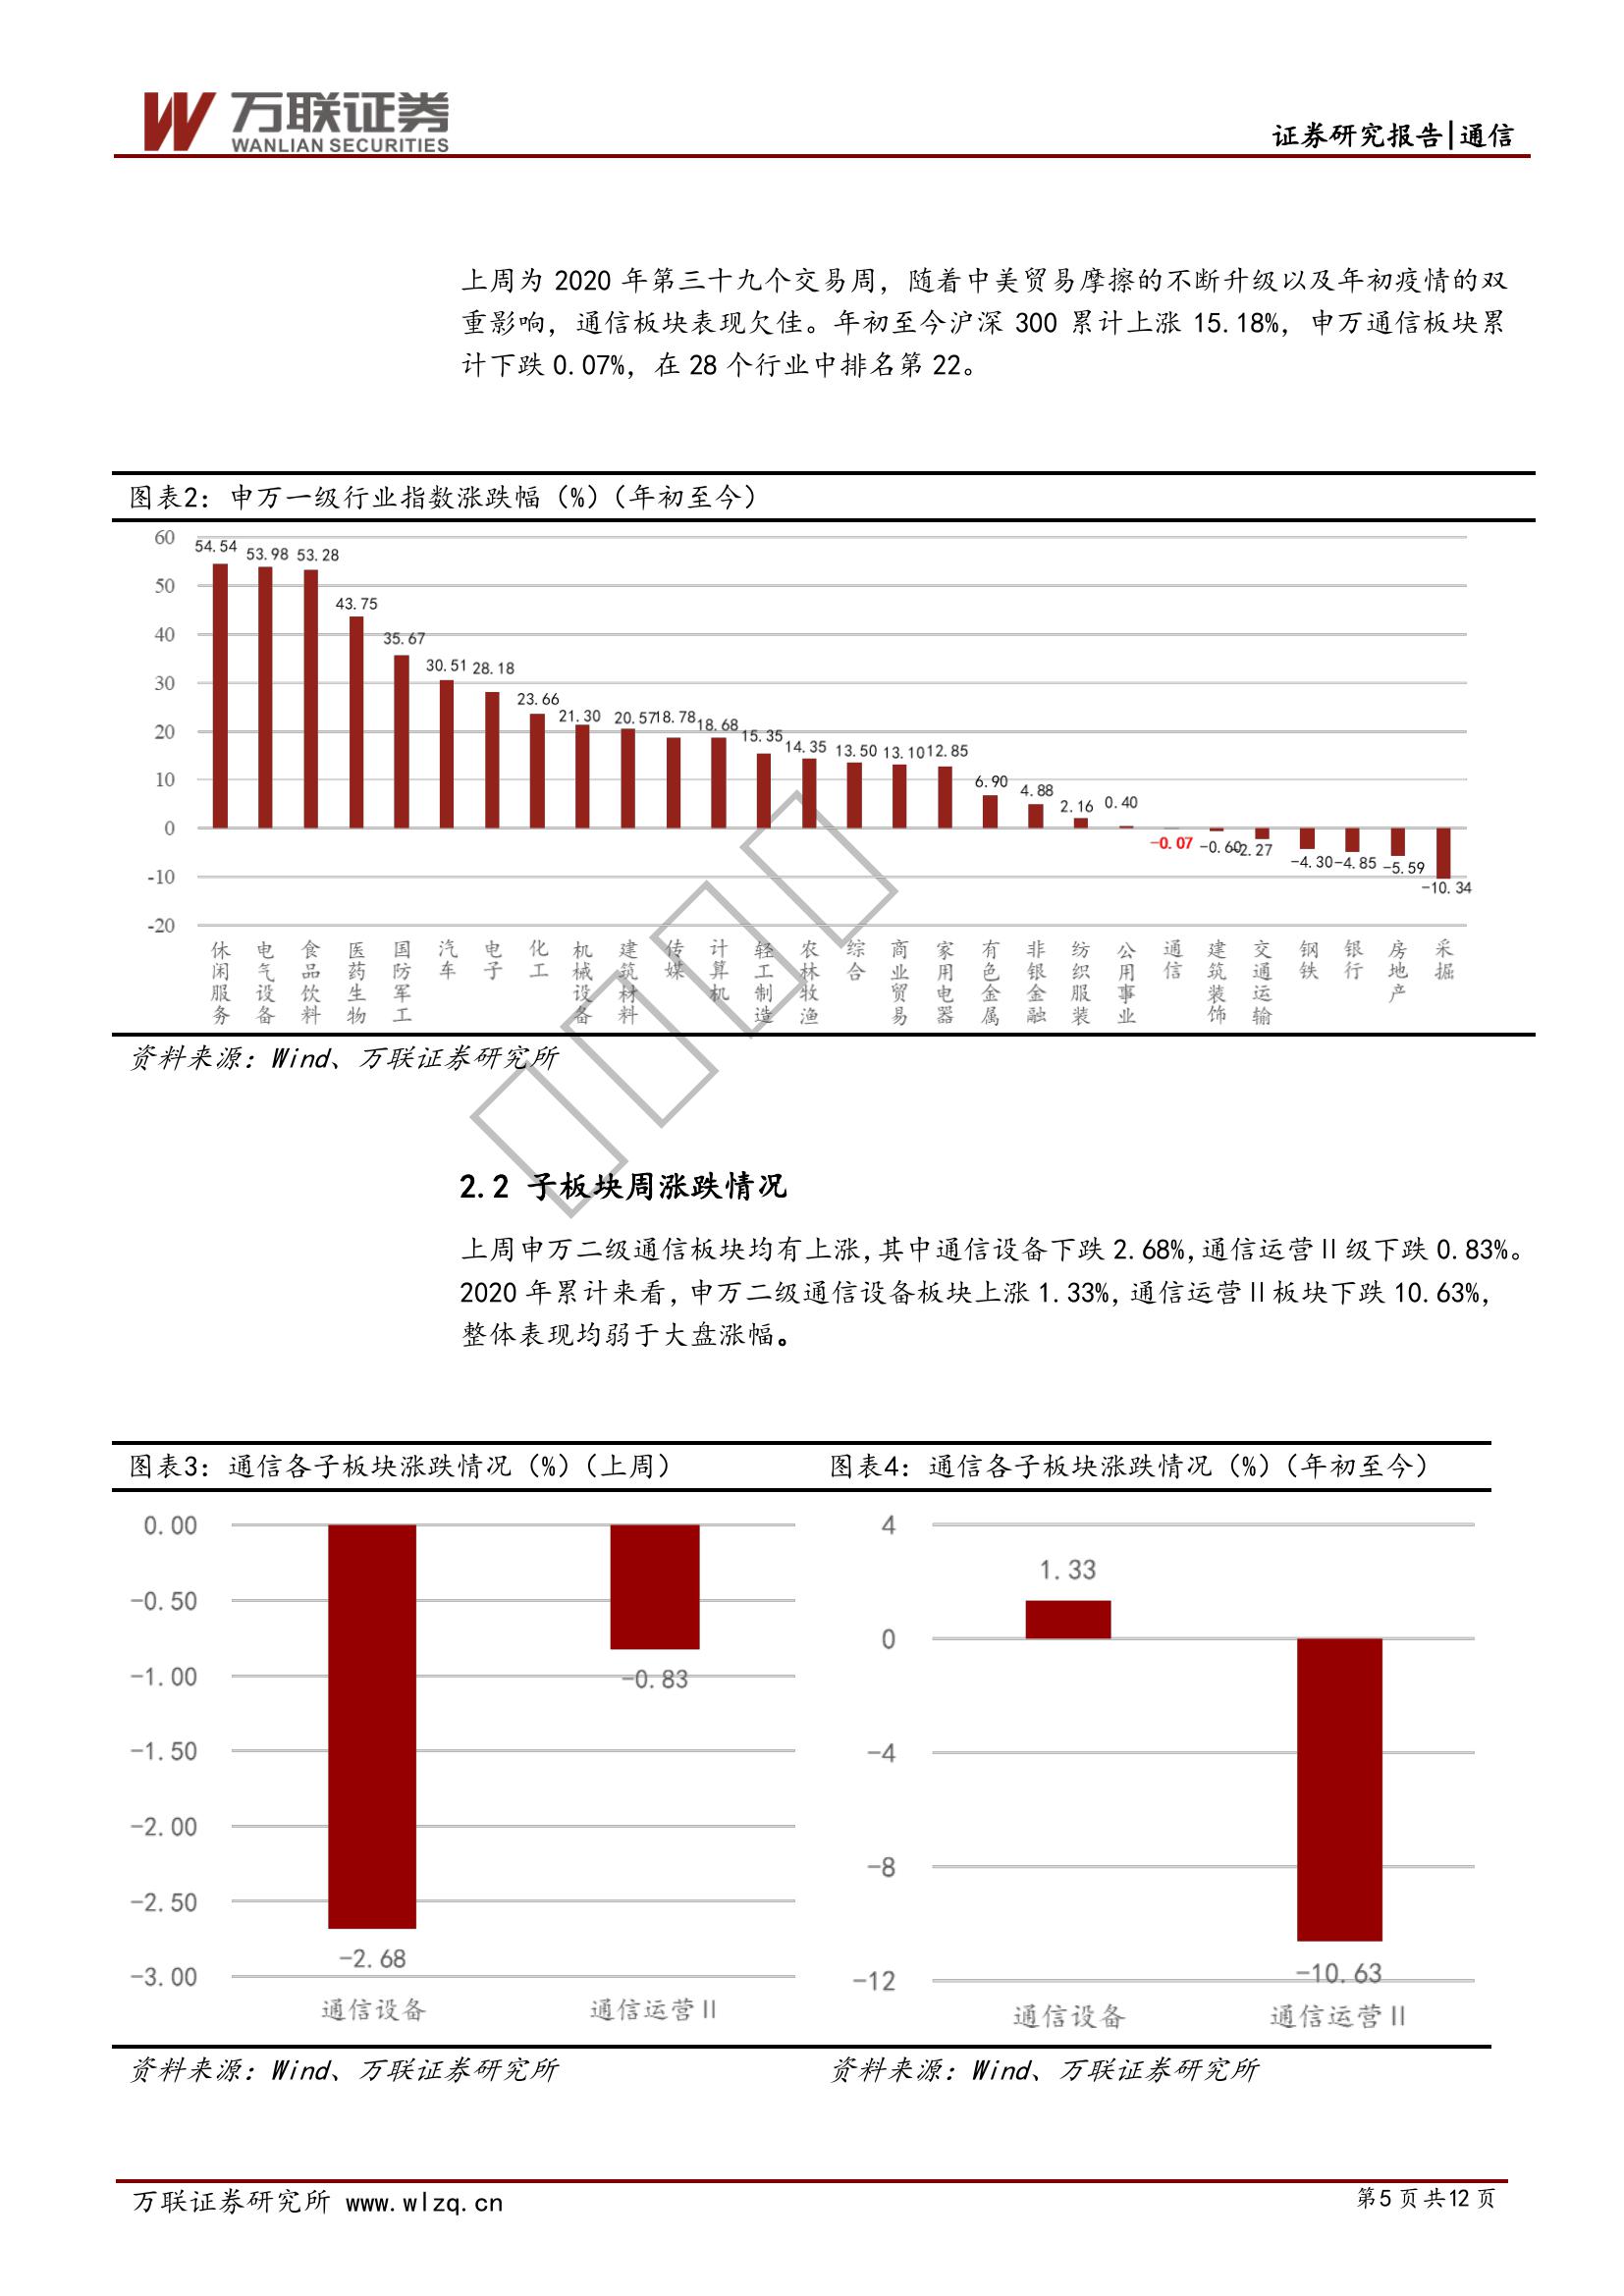 万联证券
WANLIAN SECURITIES
证券研究报告|通信
上周为 2020 年第三十九个交易周，随着中美贸易摩擦的不断升级以及年初疫情的双
重影响，通信板块表现欠佳。年初至今沪深 300 累计上涨 15.18%，申万通信板块累
计下跌 0.07%，在 28 个行业中排名第 22。
图表2：申万一级行业指数涨跌幅（%）（年初至今）
60
50
40
30
20
10
0
-10
-20
54.54 53.98 53.28 43.75 35.67 30.51 28.18 23.66 21.30 20.57 18.78 18.68 15.35 14.35 13.50 13.10 12.85 6.90 4.88 2.16 0.40 -0.07 -0.60 -2.27 -4.30 -4.85 -5.59 -10.34
休闲服务 电气设备 食品饮料 医药生物 国防军工 汽车 电子 化工 机械设备 建筑材料 传媒 计算机 轻工制造 农林牧渔 综合 商业贸易 家用电器 有色金属 非银金融 纺织服装 公用事业 通信 建筑装饰 交通运输 钢铁 银行 房地产 采掘
资料来源：Wind、万联证券研究所
2.2 子板块周涨跌情况
上周申万二级通信板块均有上涨,其中通信设备下跌 2.68%,通信运营Ⅱ级下跌 0.83%。
2020 年累计来看,申万二级通信设备板块上涨 1.33%,通信运营Ⅱ板块下跌 10.63%,
整体表现均弱于大盘涨幅。
图表3：通信各子板块涨跌情况（%）（上周）
0.00
-0.50
-1.00
-1.50
-2.00
-2.50
-3.00
-0.83
-2.68
通信设备 通信运营Ⅱ
资料来源：Wind、万联证券研究所
图表4：通信各子板块涨跌情况（%）（年初至今）
4
0
-4
-8
-12
1.33
-10.63
通信设备 通信运营Ⅱ
资料来源：Wind、万联证券研究所
万联证券研究所 www.wlzq.cn
第5 页 共12 页